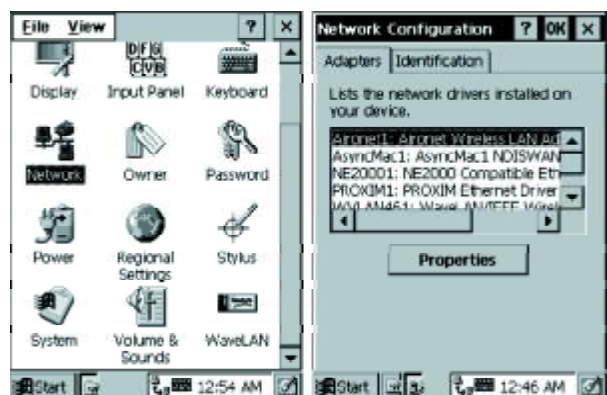 File View ? ×
Display Input Panel Keyboard
Network Owner Password
Power Regional Settings Stylus
System Volume & Sounds WaveLAN
Start 12:54 AM
Network Configuration ? OK ×
Adapters Identification
Lists the network drivers installed on
your device.
Aironet1: Aironet Wireless LAN Ad
AsyncMac1: AsyncMac1 NDISWAN
NE20001: NE2000 Compatible Eth
PROXIM1: PROXIM Ethernet Driver
Properties
Start 12:46 AM